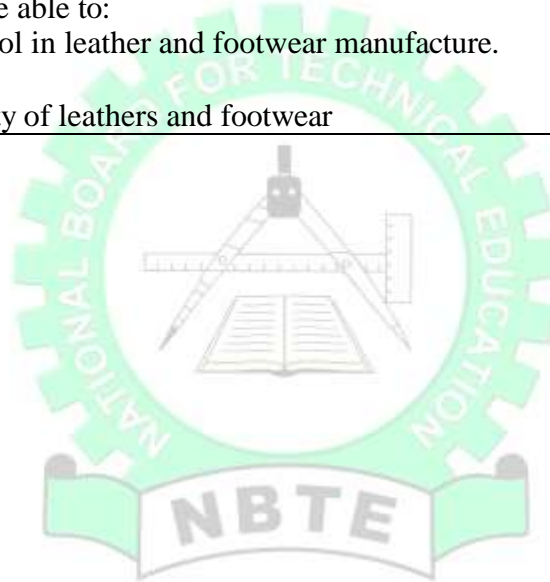 e able to:
ol in leather and footwear manufacture.
y of leathers and footwear
NATIONAL BOARD FOR TECHNICAL EDUCATION
NBTE